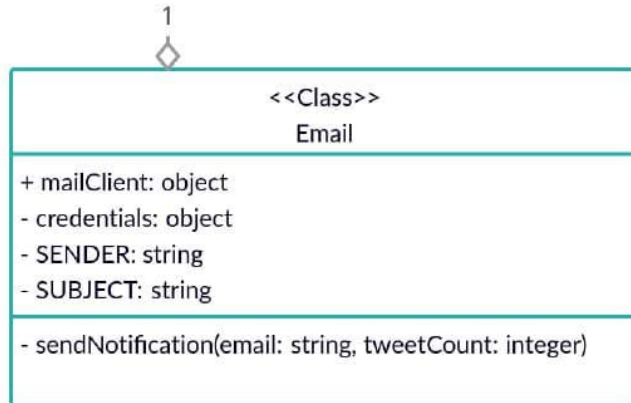 1
<<Class>>
Email
+ mailClient: object
- credentials: object
- SENDER: string
- SUBJECT: string
- sendNotification(email: string, tweetCount: integer)